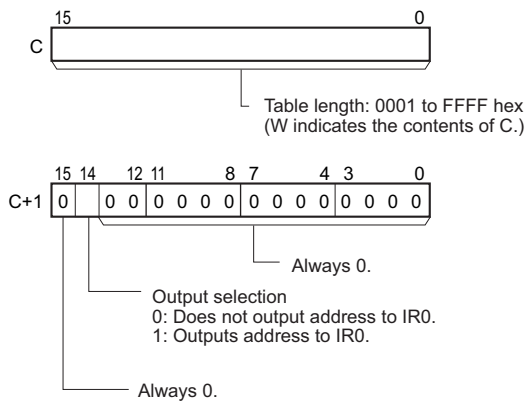 15 0
C
Table length: 0001 to FFFF hex
(W indicates the contents of C.)
15 14 12 11 8 7 4 3 0
C+1 0 0 0 0 0 0 0 0 0 0 0 0 0 0 0
Always 0.
Output selection
0: Does not output address to IR0.
1: Outputs address to IR0.
Always 0.